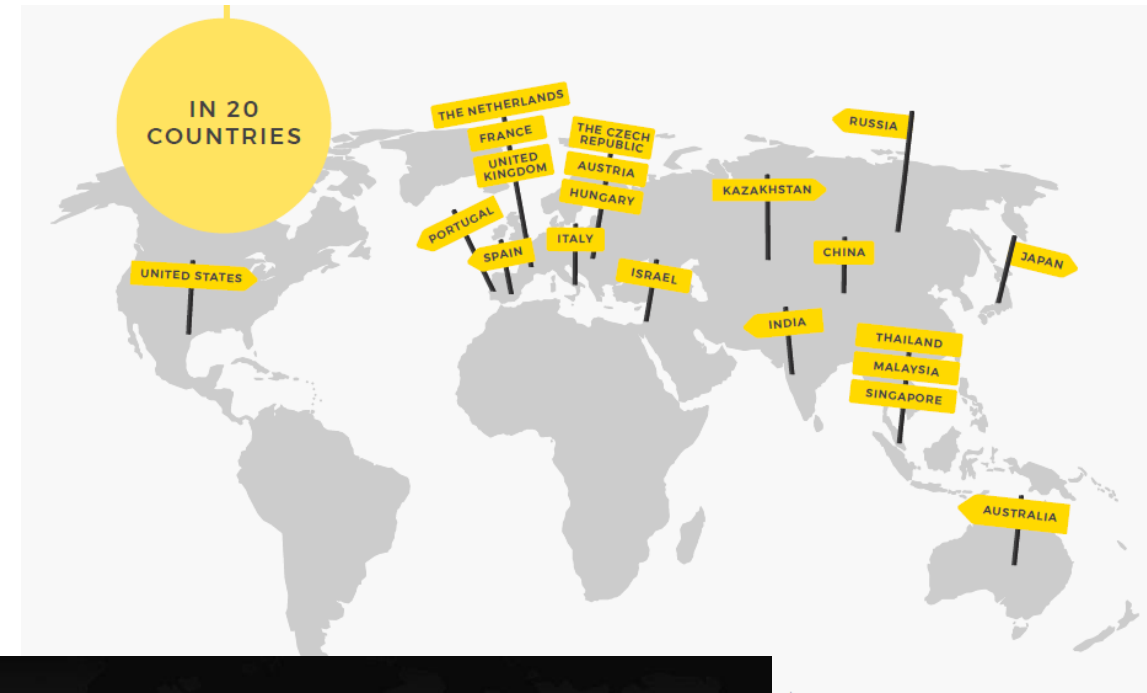 IN 20
COUNTRIES
THE NETHERLANDS
FRANCE
UNITED
KINGDOM
THE CZECH
REPUBLIC
AUSTRIA
HUNGARY
PORTUGAL
SPAIN
ITALY
ISRAEL
UNITED STATES
KAZAKHSTAN
RUSSIA
CHINA
JAPAN
INDIA
THAILAND
MALAYSIA
SINGAPORE
AUSTRALIA